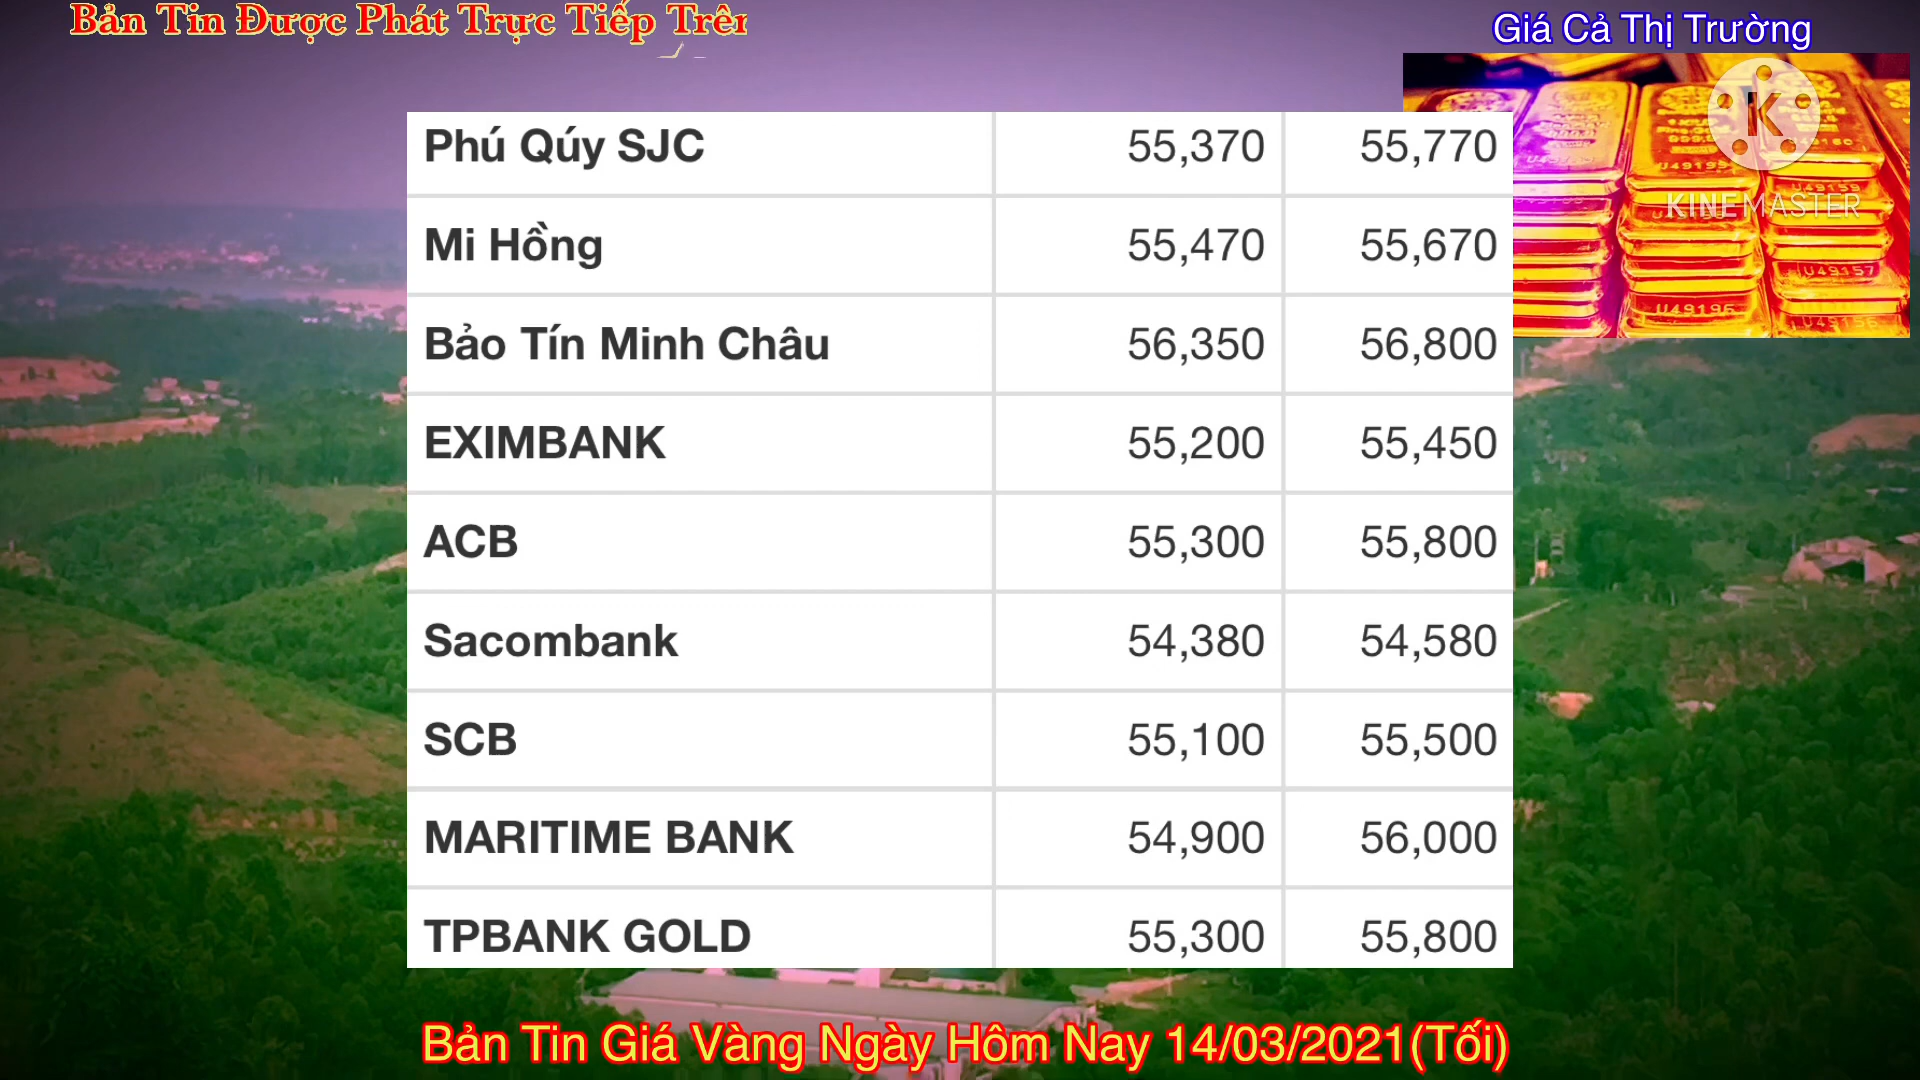 Bản Tin Được Phát Trực Tiếp Trên
Giá Cả Thị Trường
K
KINEMASTER
Phú Qúy SJC 55,370 55,770
Mi Hồng 55,470 55,670
Bảo Tín Minh Châu 56,350 56,800
EXIMBANK 55,200 55,450
ACB 55,300 55,800
Sacombank 54,380 54,580
SCB 55,100 55,500
MARITIME BANK 54,900 56,000
TPBANK GOLD 55,300 55,800
U49159
U49157
U49195
Bản Tin Giá Vàng Ngày Hôm Nay 14/03/2021(Tối)